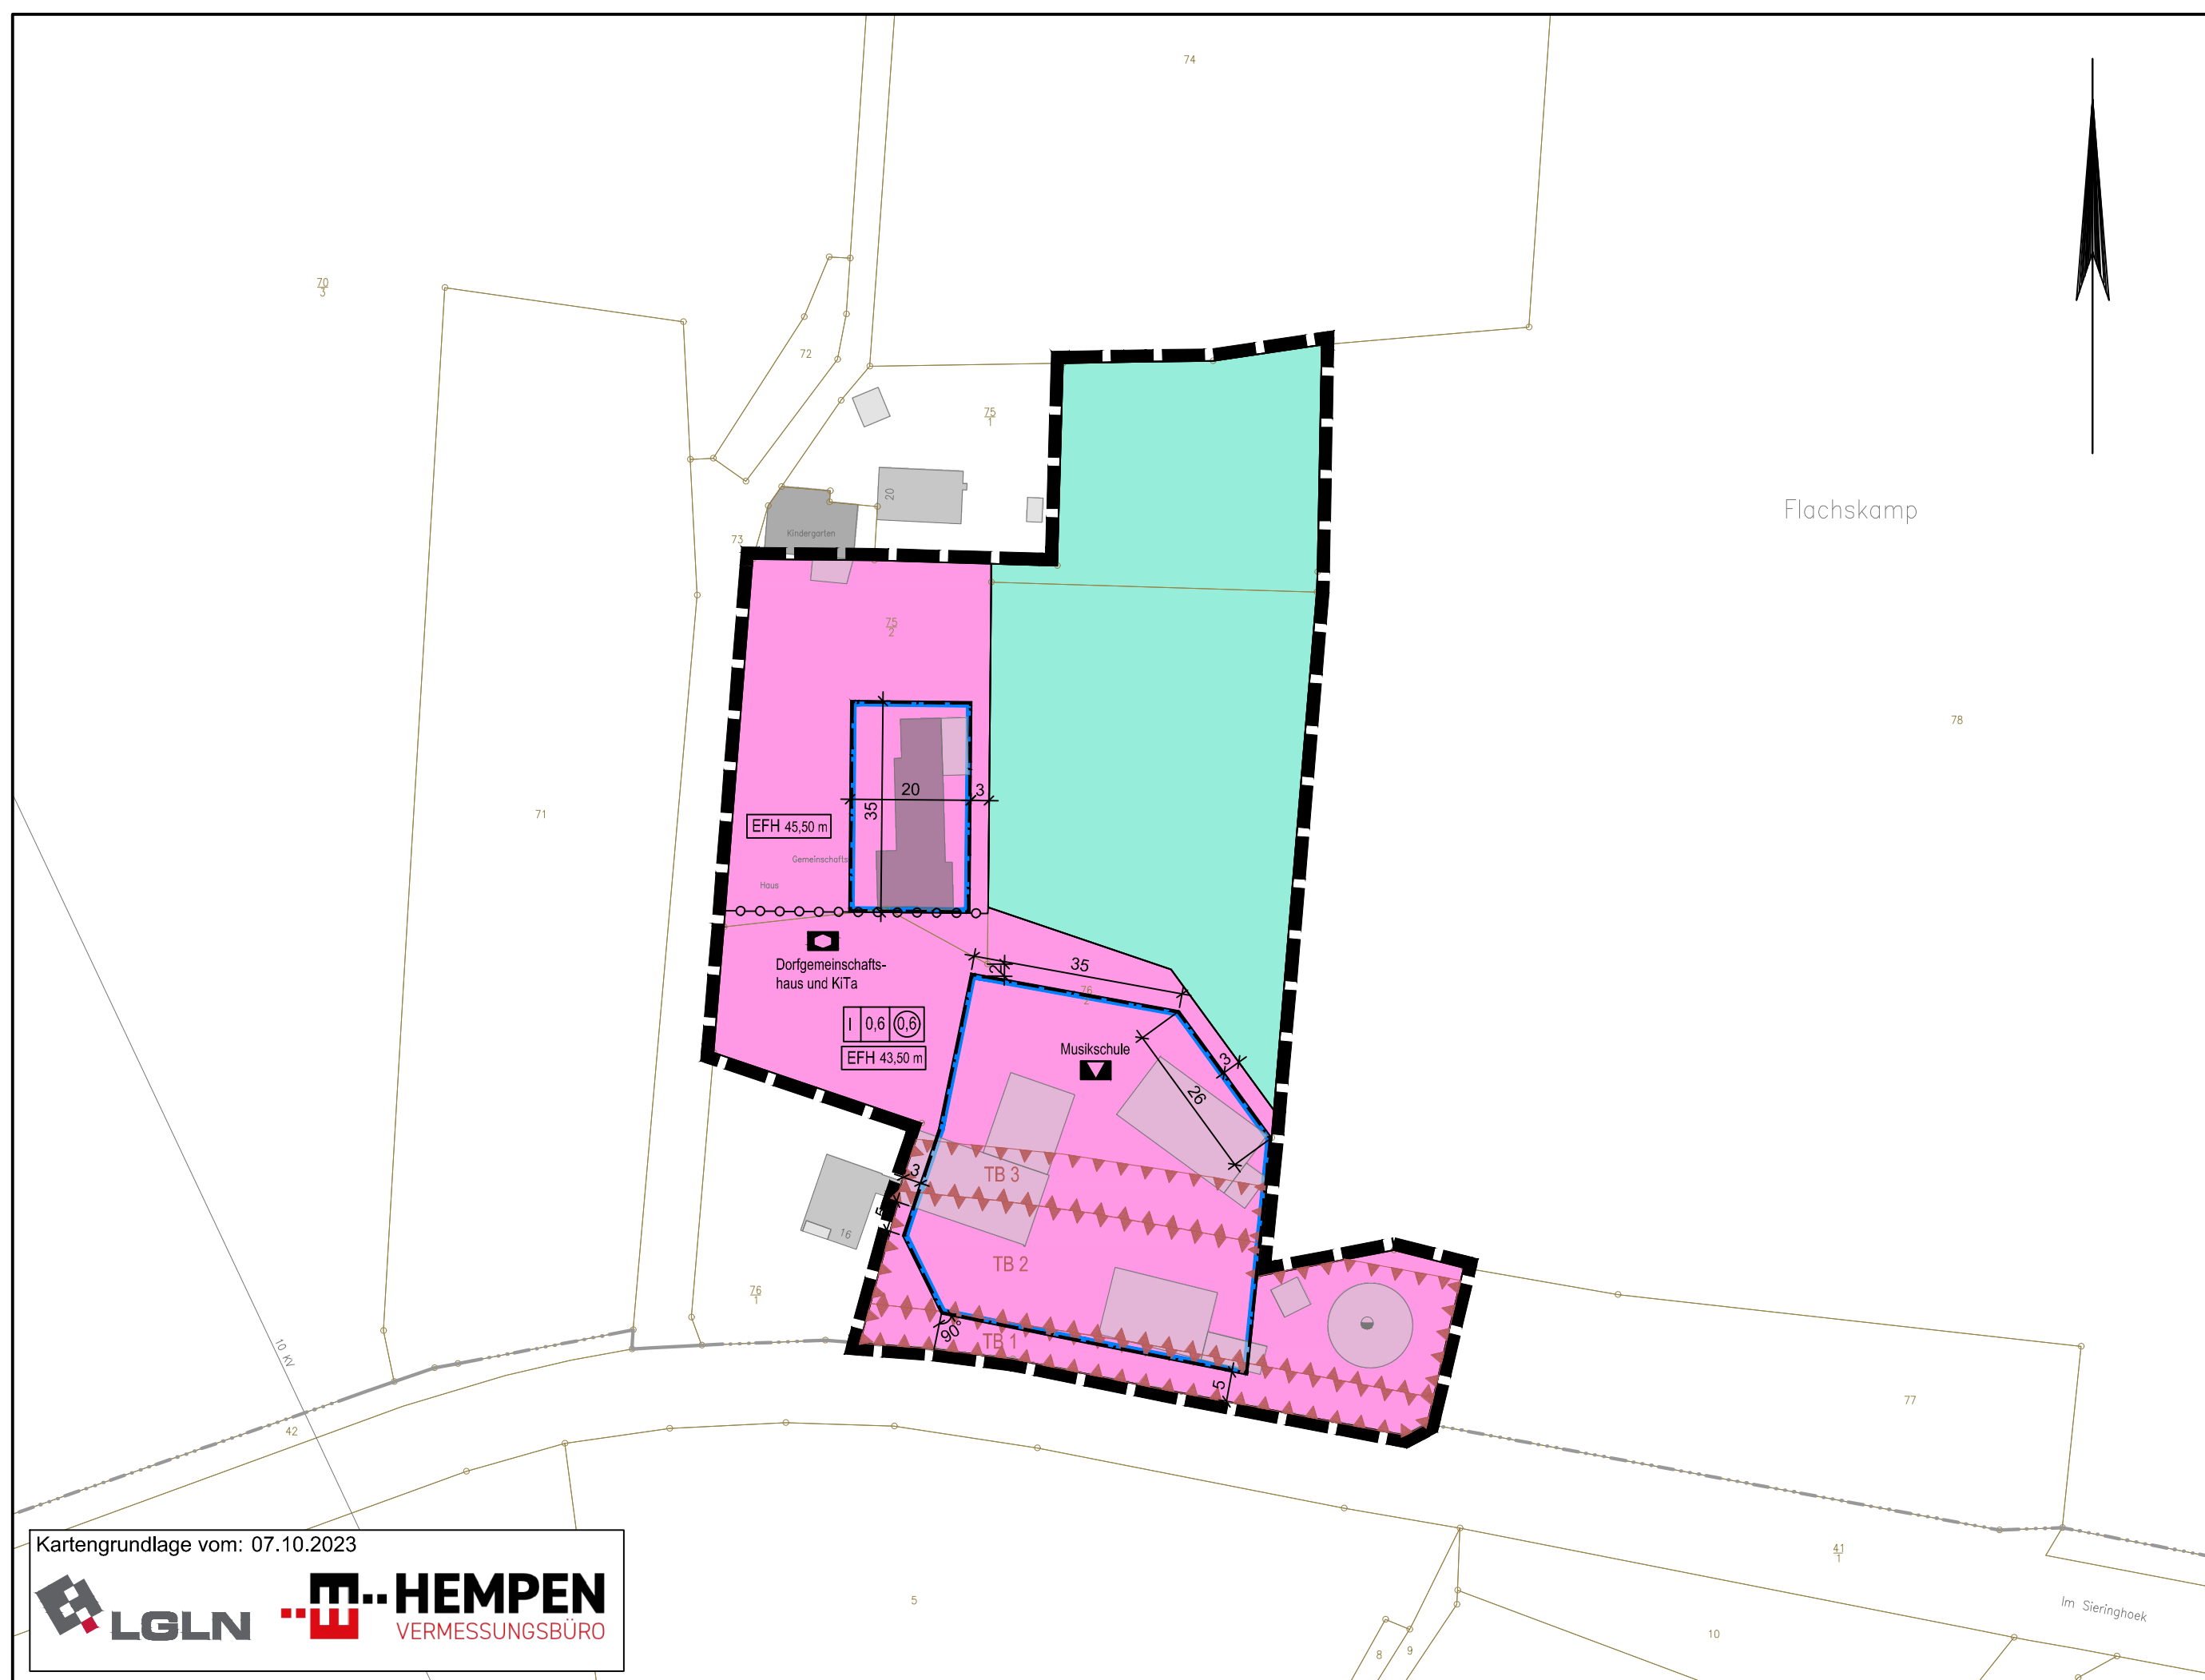 74
70
3
72
75
1
20
Flachskamp
Kindergarten
73
75
2
78
20
3
35
71
EFH 45,50 m
Gemeinschafts
Haus
Dorfgemeinschafts-
haus und KiTa
2
35
76
2
I 0,6 0,6
EFH 43,50 m
Musikschule
3
26
3
TB 3
5
16
TB 2
76
1
90°
TB 1
10 KV
5
77
42
Kartengrundlage vom: 07.10.2023
LGLN
HEMPEN
VERMESSUNGSBÜRO
5
41
1
Im Sieringhoek
10
8
9